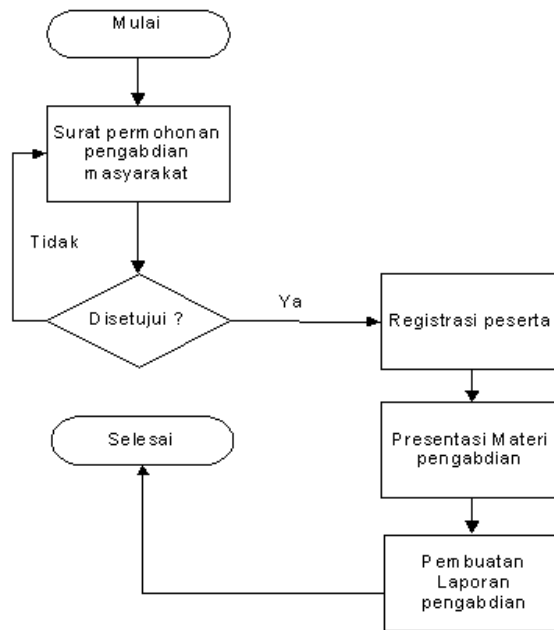 Mulai
Surat permohonan
pengabdian
masyarakat
Tidak
Disetujui ?
Ya
Registrasi peserta
Presentasi Materi
pengabdian
Pembuatan
Laporan
pengabdian
Selesai